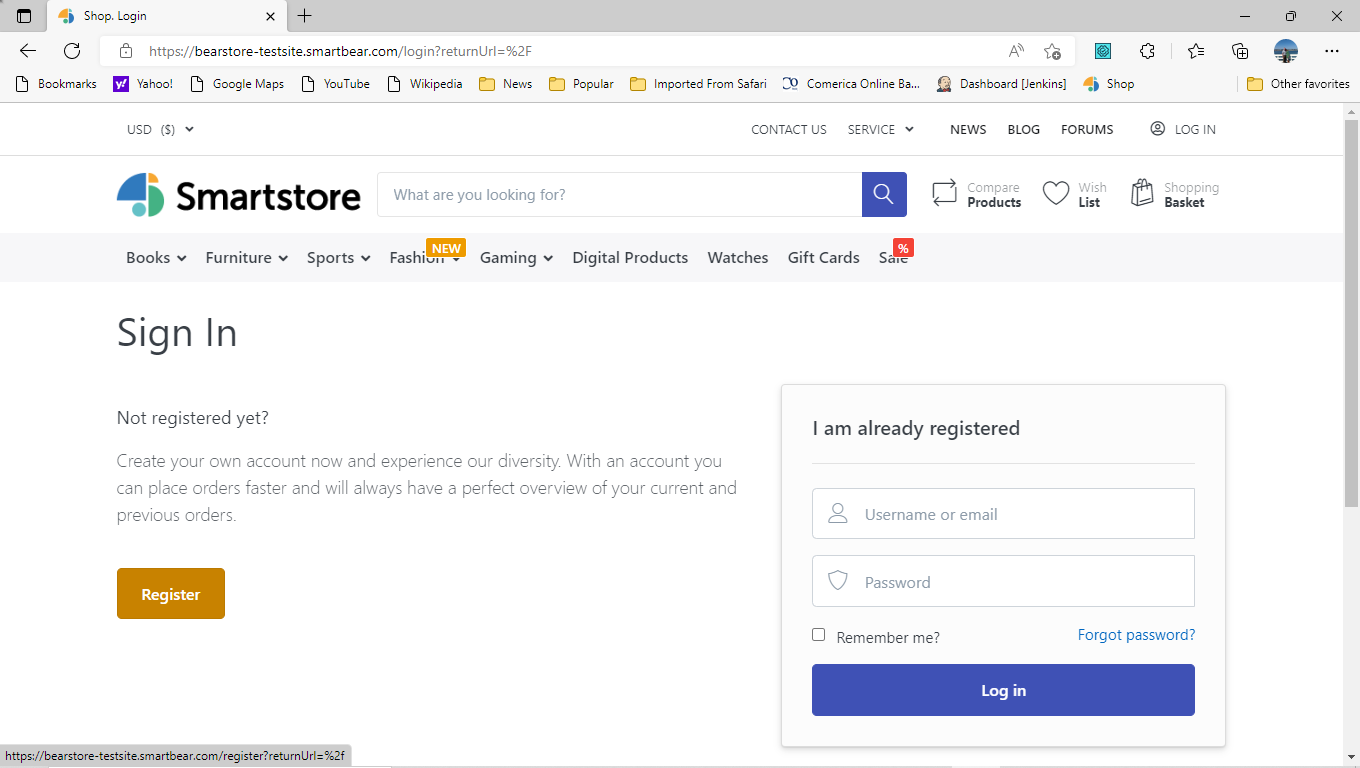 Shop. Login
https://bearstore-testsite.smartbear.com/login?returnUrl=%2F
Bookmarks Yahoo! Google Maps YouTube Wikipedia News Popular Imported From Safari Comerica Online Ba... Dashboard [Jenkins] Shop Other favorites
USD ($) CONTACT US SERVICE NEWS BLOG FORUMS LOG IN
Smartstore
What are you looking for?
Compare
Products
Wish
List
Shopping
Basket
Books Furniture Sports Fashion NEW Gaming Digital Products Watches Gift Cards Sale %
Sign In
Not registered yet?
Create your own account now and experience our diversity. With an account you
can place orders faster and will always have a perfect overview of your current and
previous orders.
Register
I am already registered
Username or email
Password
Remember me? Forgot password?
Log in
https://bearstore-testsite.smartbear.com/register?returnUrl=%2f